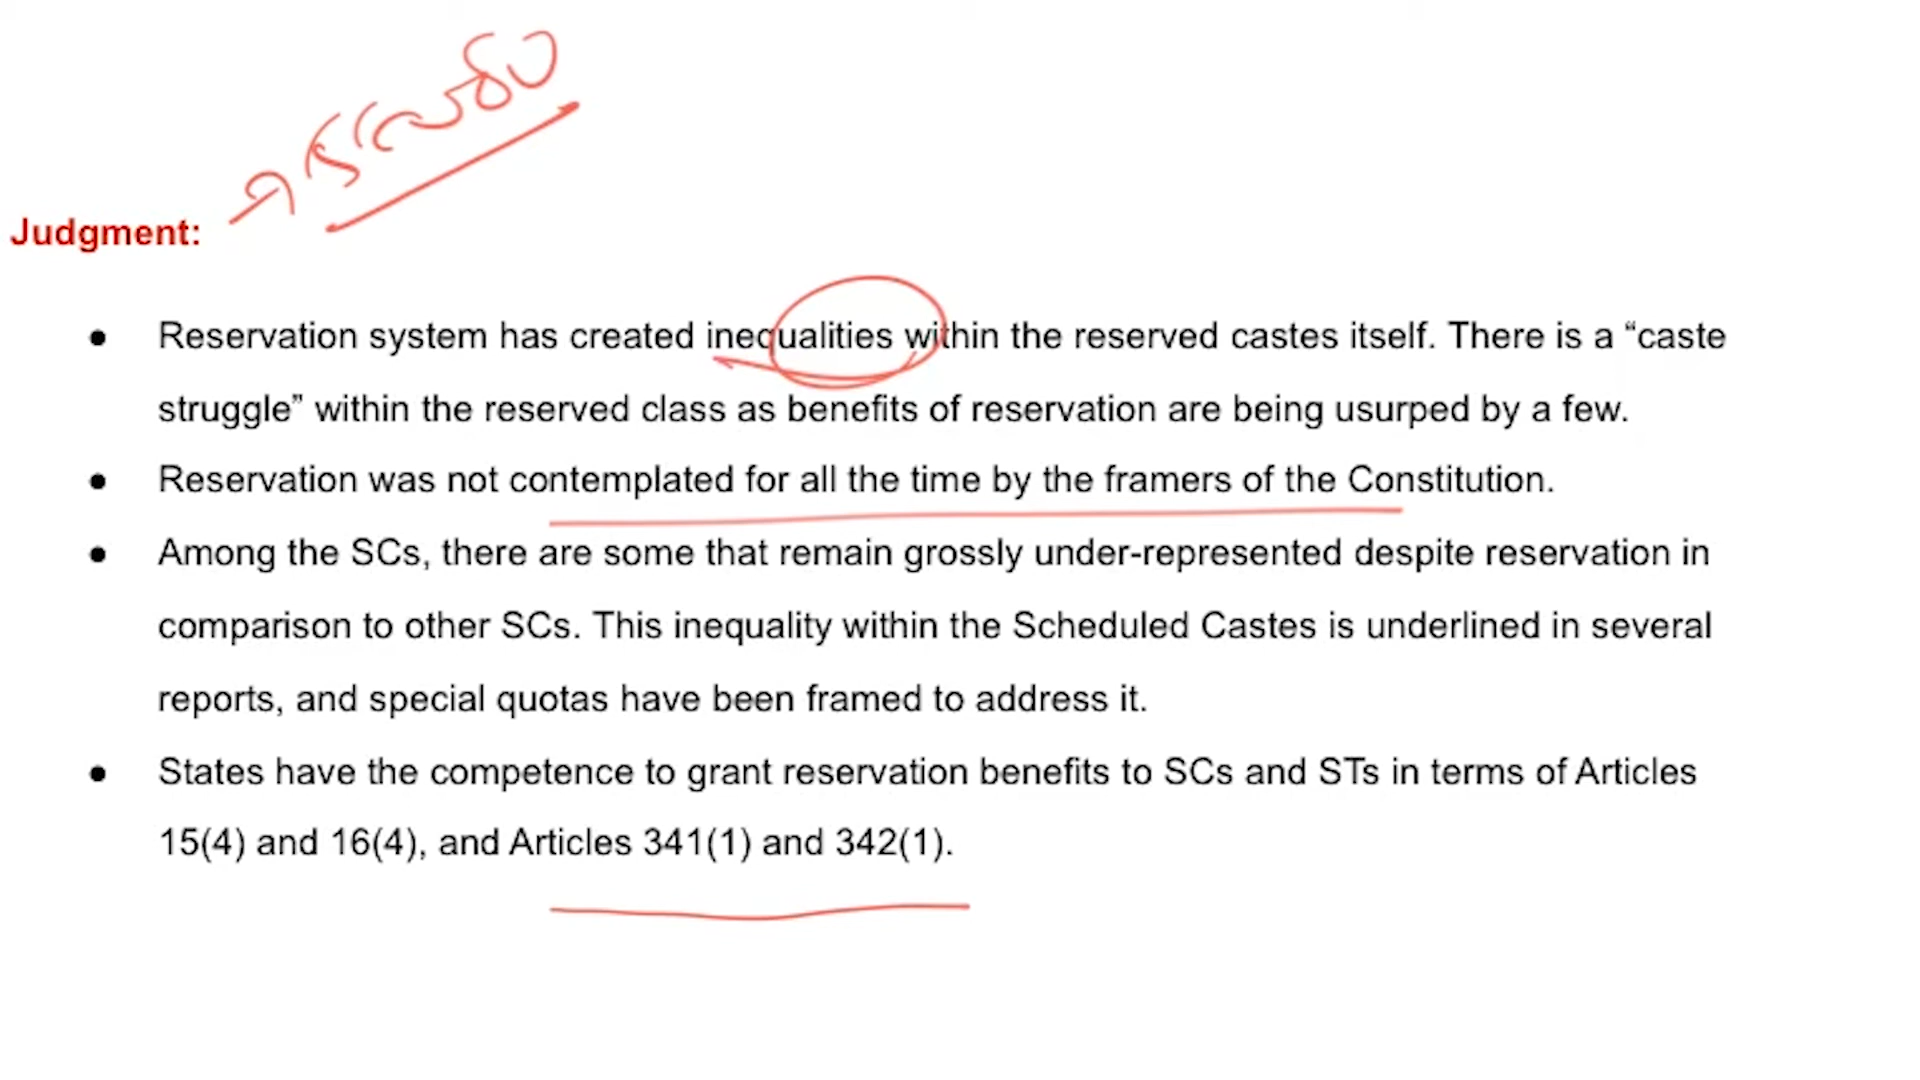 Judgment:
● Reservation system has created inequalities within the reserved castes itself. There is a “caste
struggle” within the reserved class as benefits of reservation are being usurped by a few.
● Reservation was not contemplated for all the time by the framers of the Constitution.
● Among the SCs, there are some that remain grossly under-represented despite reservation in
comparison to other SCs. This inequality within the Scheduled Castes is underlined in several
reports, and special quotas have been framed to address it.
● States have the competence to grant reservation benefits to SCs and STs in terms of Articles
15(4) and 16(4), and Articles 341(1) and 342(1).